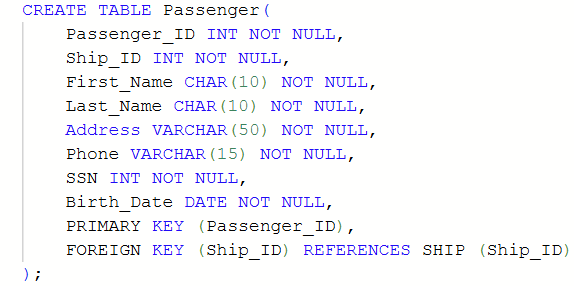 CREATE TABLE Passenger(
Passenger_ID INT NOT NULL,
Ship_ID INT NOT NULL,
First_Name CHAR(10) NOT NULL,
Last_Name CHAR(10) NOT NULL,
Address VARCHAR(50) NOT NULL,
Phone VARCHAR(15) NOT NULL,
SSN INT NOT NULL,
Birth_Date DATE NOT NULL,
PRIMARY KEY (Passenger_ID),
FOREIGN KEY (Ship_ID) REFERENCES SHIP (Ship_ID)
);